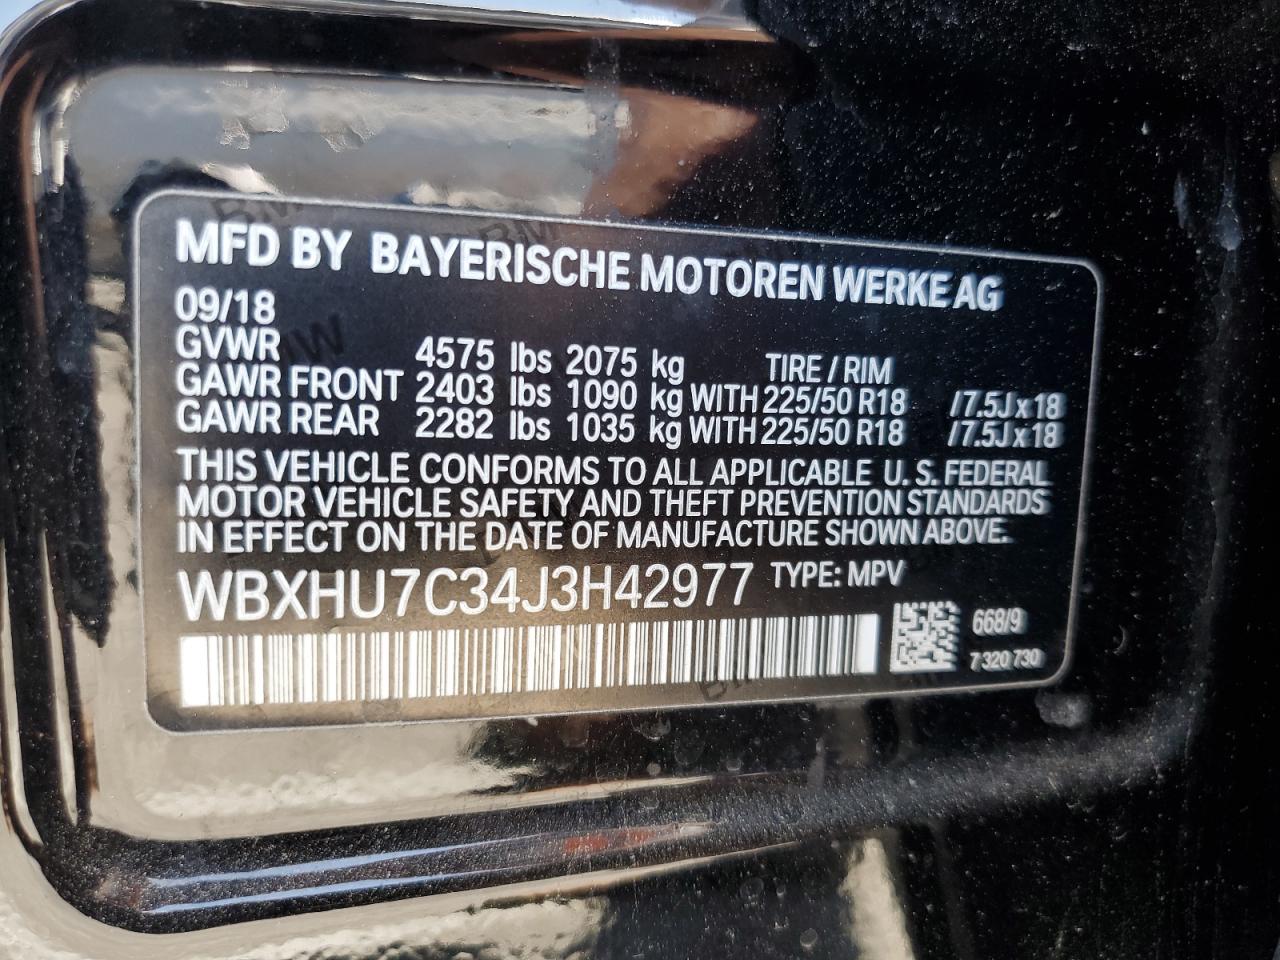 MFD BY BAYERISCHE MOTOREN WERKE AG
09/18
GVWR 4575 lbs 2075 kg TIRE / RIM
GAWR FRONT 2403 lbs 1090 kg WITH 225/50 R18 /7.5J x 18
GAWR REAR 2282 lbs 1035 kg WITH 225/50 R18 /7.5J x 18
THIS VEHICLE CONFORMS TO ALL APPLICABLE U. S. FEDERAL
MOTOR VEHICLE SAFETY AND THEFT PREVENTION STANDARDS
IN EFFECT ON THE DATE OF MANUFACTURE SHOWN ABOVE.
WBXHU7C34J3H42977 TYPE: MPV
668/9
7 320 730